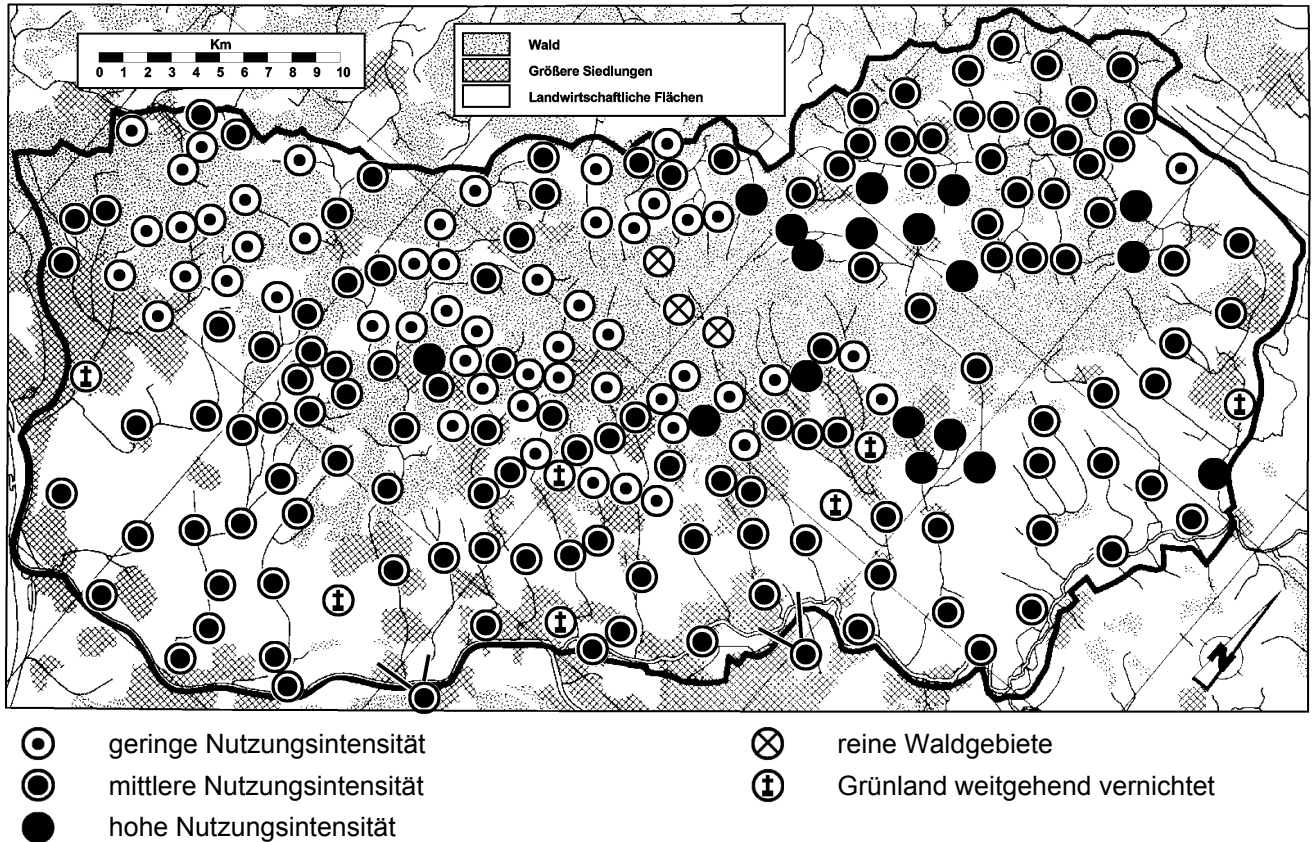 Km
0 1 2 3 4 5 6 7 8 9 10
Wald
Größere Siedlungen
Landwirtschaftliche Flächen
N
geringe Nutzungsintensität
mittlere Nutzungsintensität
hohe Nutzungsintensität
reine Waldgebiete
Grünland weitgehend vernichtet